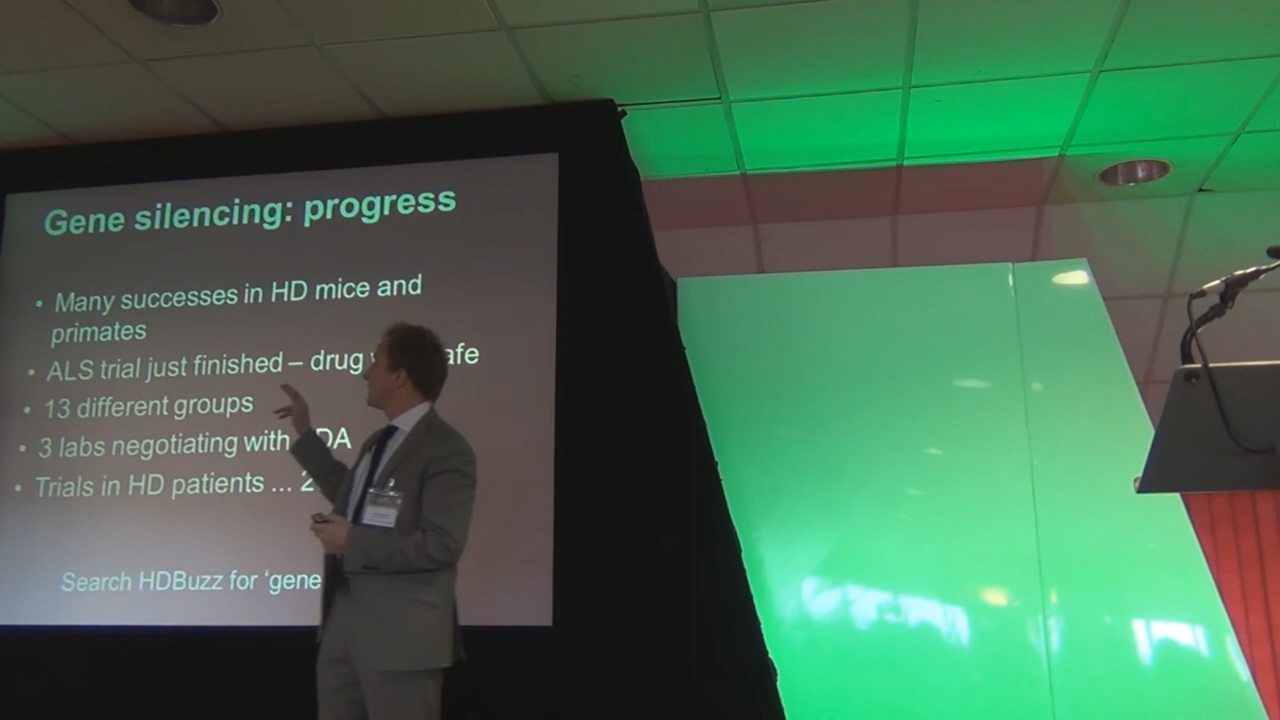 Gene silencing: progress
• Many successes in HD mice and
primates
• ALS trial just finished – drug afe
• 13 different groups
• 3 labs negotiating with DA
• Trials in HD patients ... 2
Search HDBuzz for ‘gene